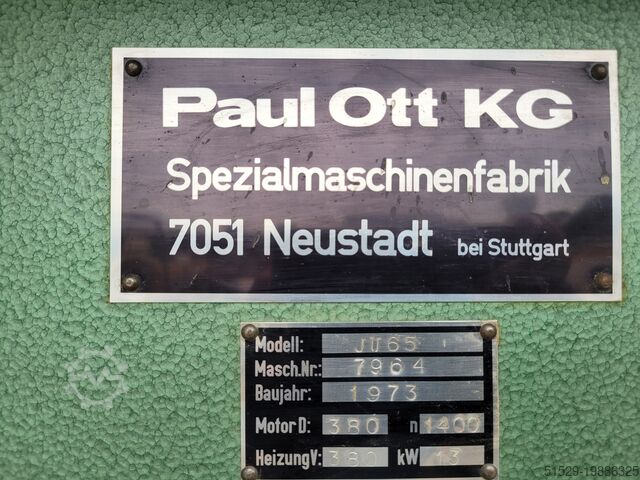 Paul Ott KG
Spezialmaschinenfabrik
7051 Neustadt bei Stuttgart
Modell: JU65
Masch.Nr.: 7964
Baujahr: 1973
Motor D: 380 n 1400
Heizung V: 380 kW 13
51529-19886325